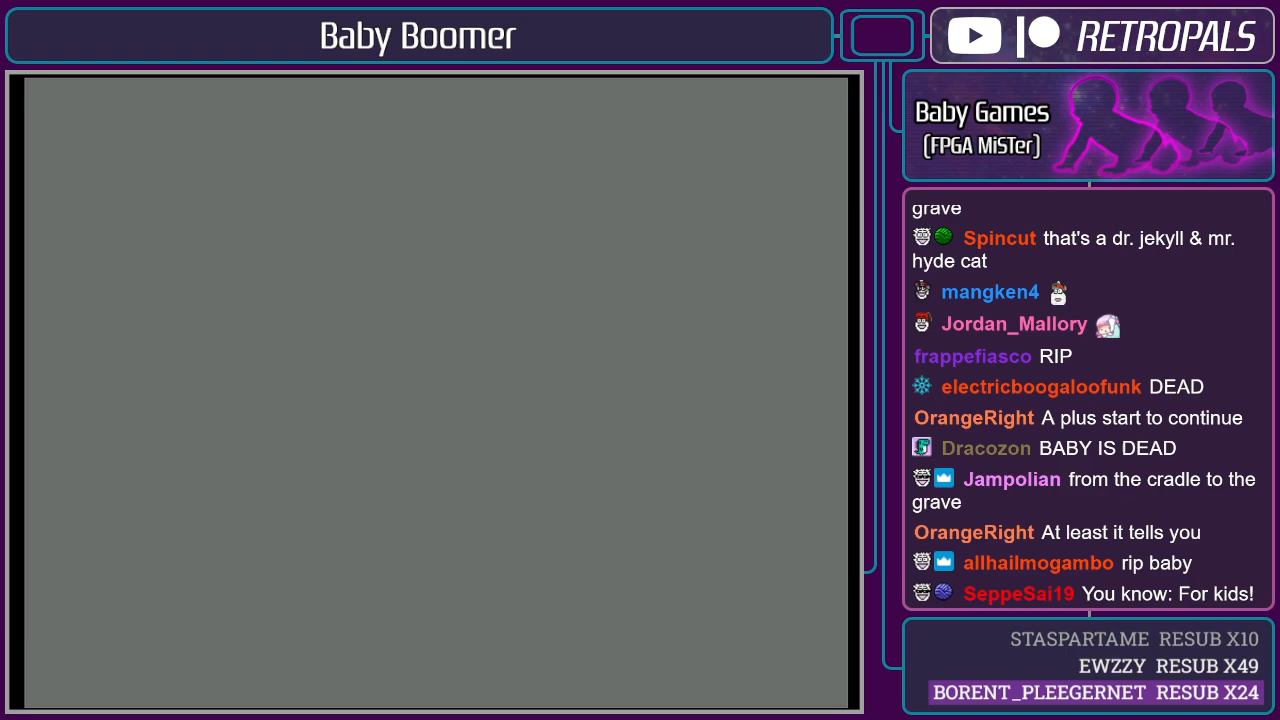 Baby Boomer
RETROPALS
Baby Games
(FPGA MiSTer)
grave
Spincut that's a dr. jekyll & mr.
hyde cat
mangken4
Jordan_Mallory
frappefiasco RIP
electricboogaloofunk DEAD
OrangeRight A plus start to continue
Dracozon BABY IS DEAD
Jampolian from the cradle to the
grave
OrangeRight At least it tells you
allhailmogambo rip baby
SeppeSai19 You know: For kids!
STASPARTAME RESUB X10
EWZZY RESUB X49
BORENT_PLEEGERNET RESUB X24